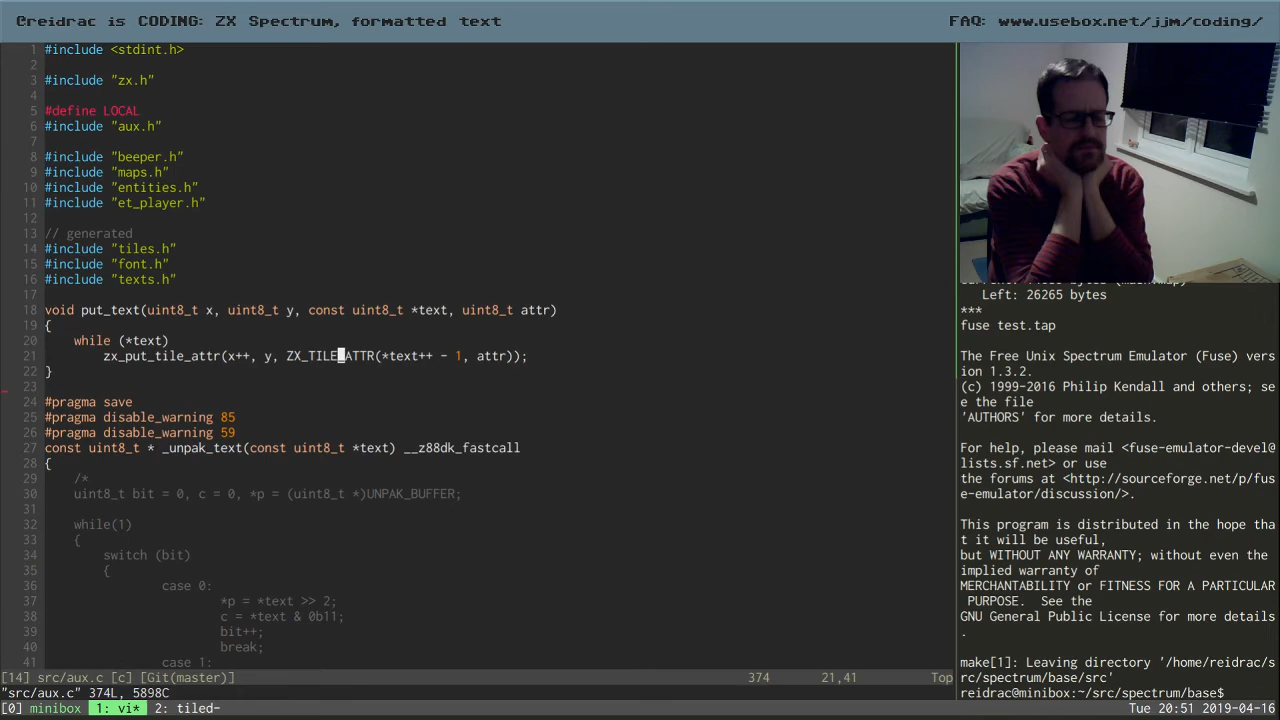 @reidrac is CODING: ZX Spectrum, formatted text
FAQ: www.usebox.net/jjm/coding/
1 #include <stdint.h>
2
3 #include "zx.h"
4
5 #define LOCAL
6 #include "aux.h"
7
8 #include "beeper.h"
9 #include "maps.h"
10 #include "entities.h"
11 #include "et_player.h"
12
13 // generated
14 #include "tiles.h"
15 #include "font.h"
16 #include "texts.h"
17
18 void put_text(uint8_t x, uint8_t y, const uint8_t *text, uint8_t attr)
19 {
20 while (*text)
21 zx_put_tile_attr(x++, y, ZX_TILE_ATTR(*text++ - 1, attr));
22 }
23
24 #pragma save
25 #pragma disable_warning 85
26 #pragma disable_warning 59
27 const uint8_t * _unpak_text(const uint8_t *text) __z88dk_fastcall
28 {
29 /*
30 uint8_t bit = 0, c = 0, *p = (uint8_t *)UNPAK_BUFFER;
31
32 while(1)
33 {
34 switch (bit)
35 {
36 case 0:
37 *p = *text >> 2;
38 c = *text & 0b11;
39 bit++;
40 break;
41 case 1:
[14] src/aux.c [c] [Git(master)] 374 21,41 Top
"src/aux.c" 374L, 5898C
Left: 26265 bytes
***
fuse test.tap
The Free Unix Spectrum Emulator (Fuse) vers
ion 1.3.2.
(c) 1999-2016 Philip Kendall and others; se
e the file
'AUTHORS' for more details.
For help, please mail <fuse-emulator-devel@
lists.sf.net> or use
the forums at <http://sourceforge.net/p/fus
e-emulator/discussion/>.
This program is distributed in the hope tha
t it will be useful,
but WITHOUT ANY WARRANTY; without even the
implied warranty of
MERCHANTABILITY or FITNESS FOR A PARTICULAR
PURPOSE. See the
GNU General Public License for more details
.
make[1]: Leaving directory '/home/reidrac/s
rc/spectrum/base/src'
reidrac@minibox:~/src/spectrum/base$
[0] minibox 1: vi* 2: tiled- Tue 20:51 2019-04-16